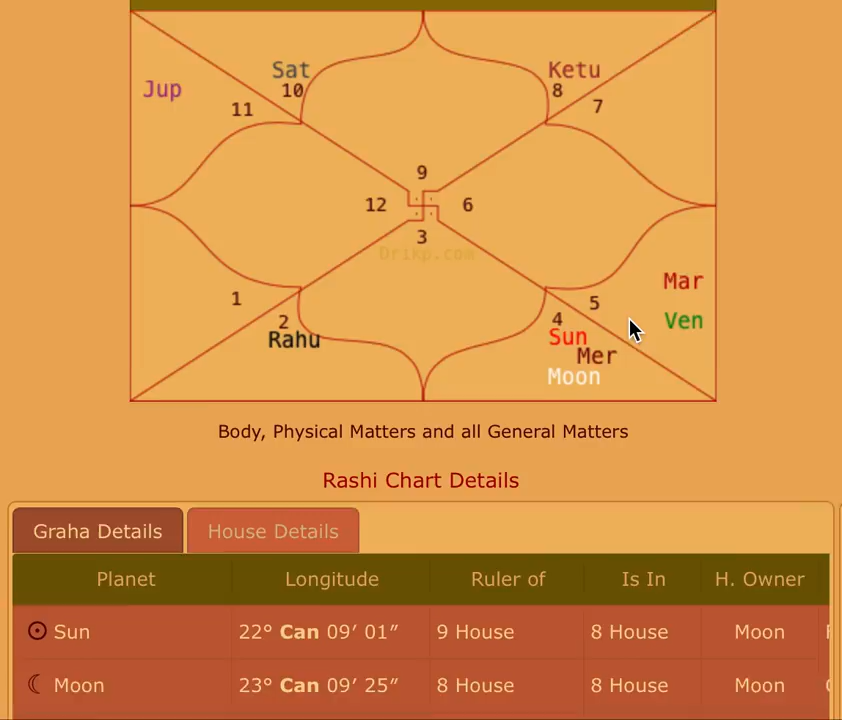 Sat
Ketu
Jup
10
8
11
7
9
12
6
3
Drikp.com
Mar
1
5
2
4
Ven
Rahu
Sun
Mer
Moon
Body, Physical Matters and all General Matters
Rashi Chart Details
Graha Details House Details
Planet Longitude Ruler of Is In H. Owner
Sun 22° Can 09′ 01″ 9 House 8 House Moon
Moon 23° Can 09′ 25″ 8 House 8 House Moon